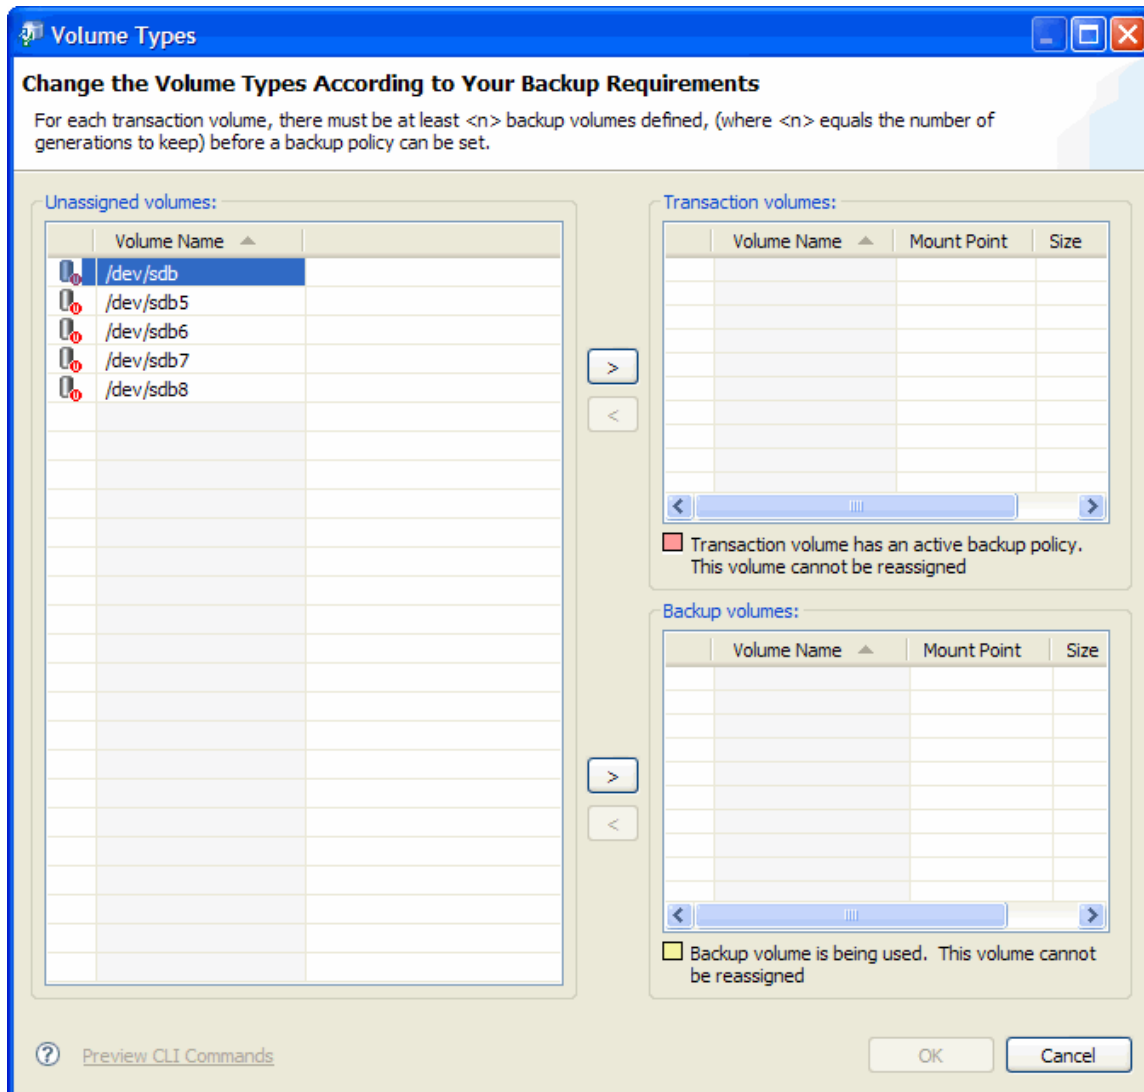 Volume Types
Change the Volume Types According to Your Backup Requirements
For each transaction volume, there must be at least <n> backup volumes defined, (where <n> equals the number of
generations to keep) before a backup policy can be set.
Unassigned volumes:
Volume Name
/dev/sdb
/dev/sdb5
/dev/sdb6
/dev/sdb7
/dev/sdb8
>
<
Transaction volumes:
Volume Name Mount Point Size
Transaction volume has an active backup policy.
This volume cannot be reassigned
Backup volumes:
Volume Name Mount Point Size
>
<
Backup volume is being used. This volume cannot
be reassigned
? Preview CLI Commands
OK Cancel